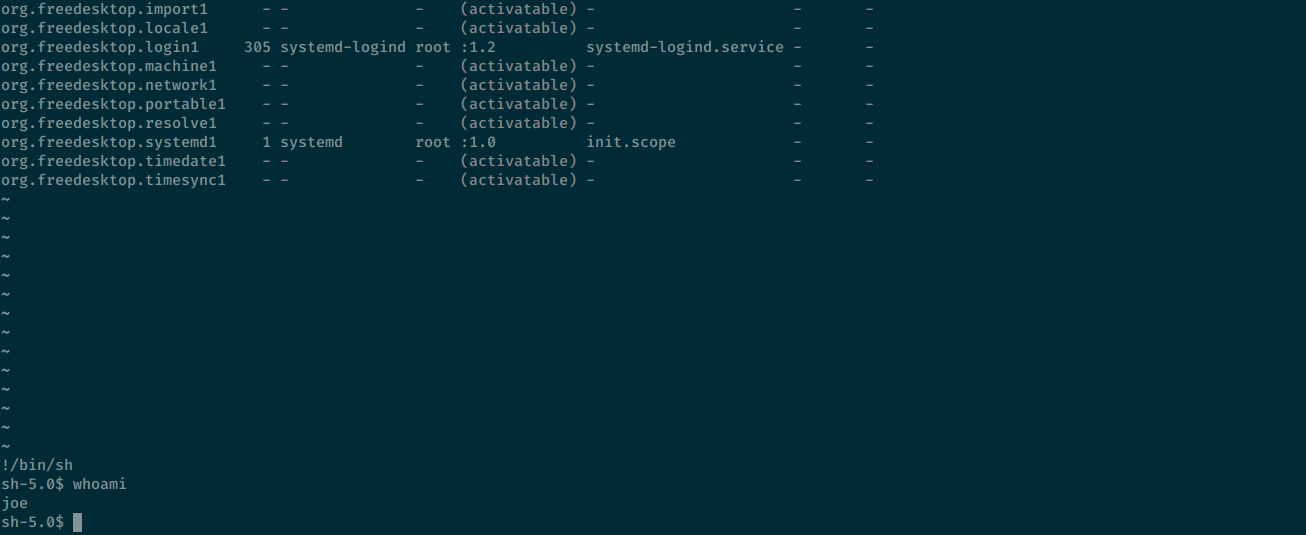 org.freedesktop.import1 - - - (activatable) - - -
org.freedesktop.locale1 - - - (activatable) - - -
org.freedesktop.login1 305 systemd-logind root :1.2 systemd-logind.service - -
org.freedesktop.machine1 - - - (activatable) - - -
org.freedesktop.network1 - - - (activatable) - - -
org.freedesktop.portable1 - - - (activatable) - - -
org.freedesktop.resolve1 - - - (activatable) - - -
org.freedesktop.systemd1 1 systemd root :1.0 init.scope - -
org.freedesktop.timedate1 - - - (activatable) - - -
org.freedesktop.timesync1 - - - (activatable) - - -
~
~
~
~
~
~
~
~
~
~
~
~
~
~
!/bin/sh
sh-5.0$ whoami
joe
sh-5.0$